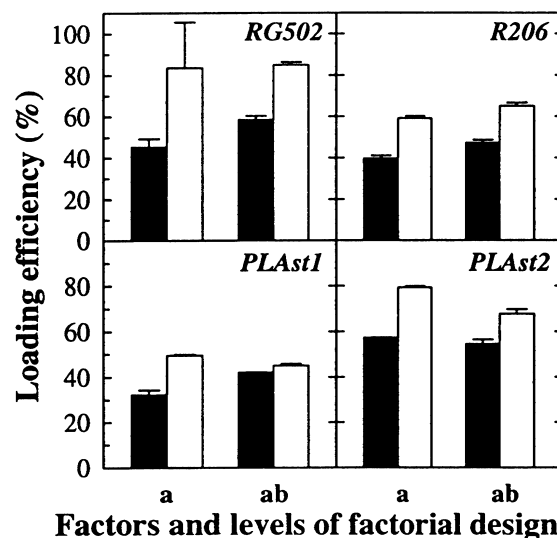 Loading efficiency (%)
100
80
60
40
20
0
RG502
R206
80
60
40
20
0
PLAst1
PLAst2
a
ab
a
ab
Factors and levels of factorial design